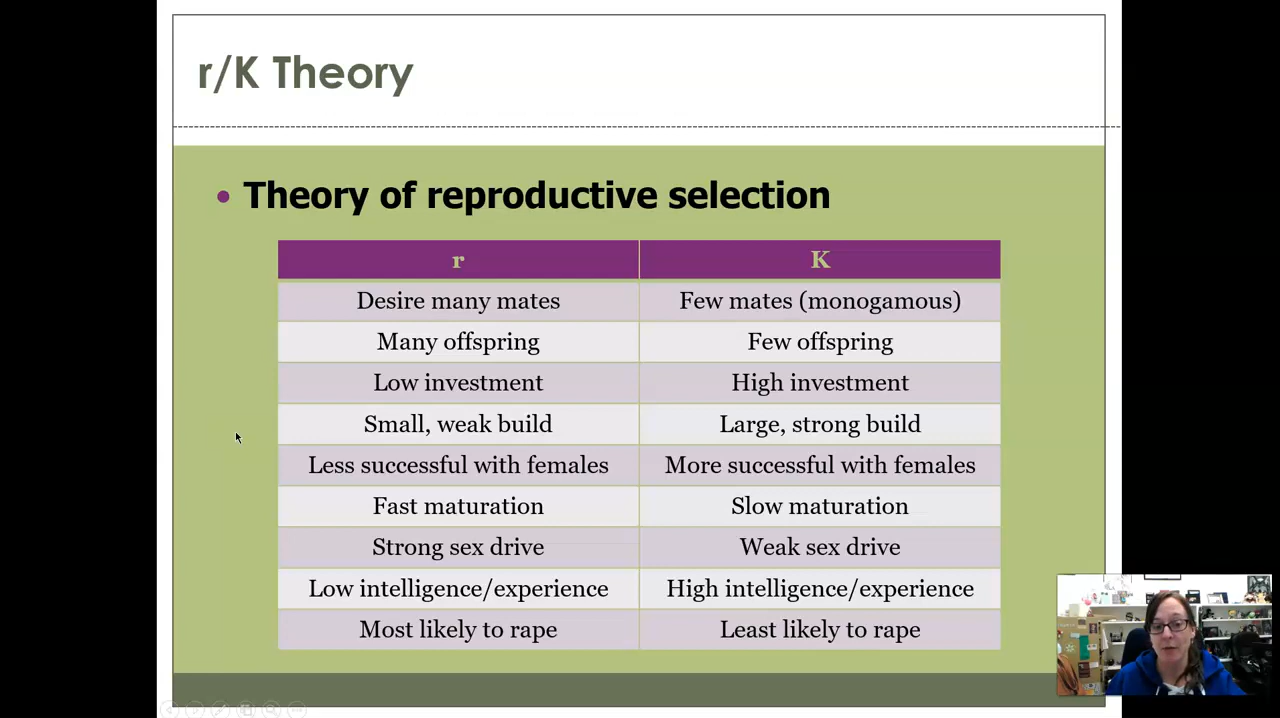 r/K Theory
• Theory of reproductive selection
r K
Desire many mates Few mates (monogamous)
Many offspring Few offspring
Low investment High investment
Small, weak build Large, strong build
Less successful with females More successful with females
Fast maturation Slow maturation
Strong sex drive Weak sex drive
Low intelligence/experience High intelligence/experience
Most likely to rape Least likely to rape